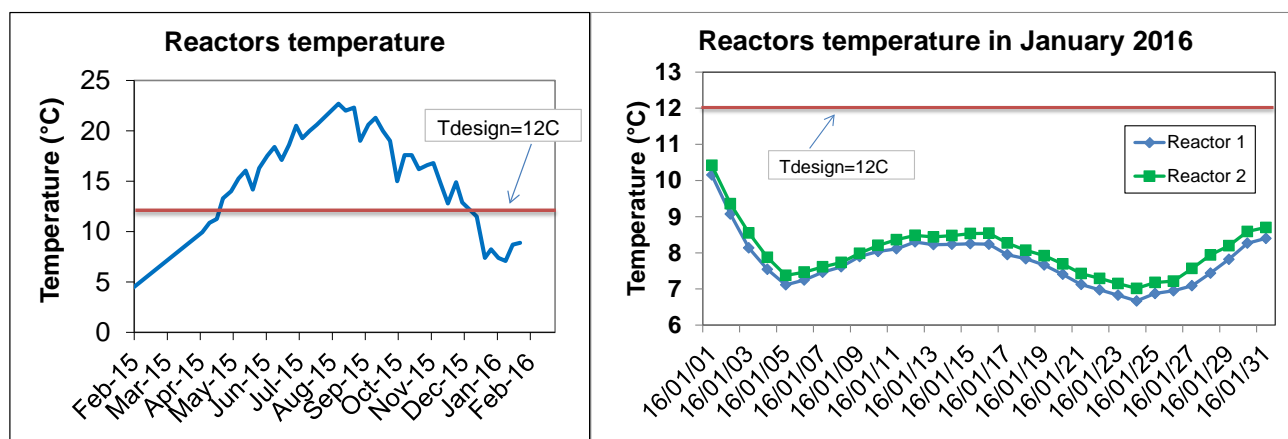 Reactors temperature
Temperature (°C)
25
20
15
10
5
0
Tdesign=12C
Feb-15
Mar-15
Apr-15
May-15
Jun-15
Jul-15
Aug-15
Sep-15
Oct-15
Nov-15
Dec-15
Jan-16
Feb-16
Reactors temperature in January 2016
Temperature (°C)
13
12
11
10
9
8
7
6
Tdesign=12C
Reactor 1
Reactor 2
16/01/01
16/01/03
16/01/05
16/01/07
16/01/09
16/01/11
16/01/13
16/01/15
16/01/17
16/01/19
16/01/21
16/01/23
16/01/25
16/01/27
16/01/29
16/01/31